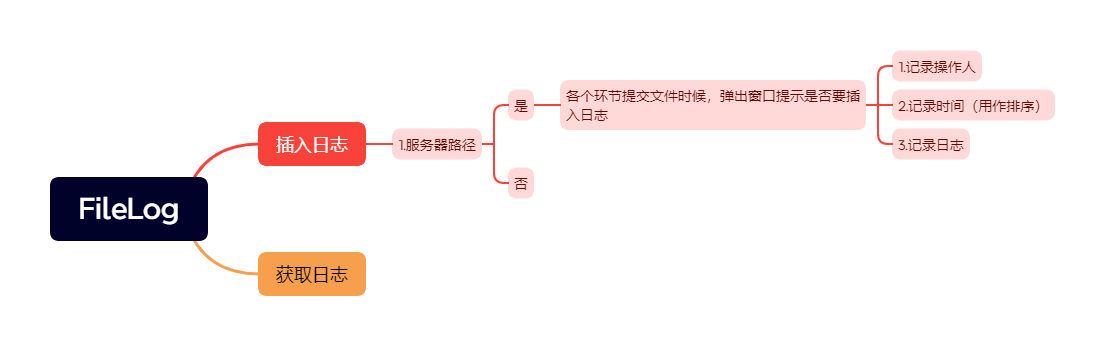 FileLog
插入日志
1.服务器路径
是
各个环节提交文件时候，弹出窗口提示是否要插
入日志
1.记录操作人
2.记录时间（用作排序）
3.记录日志
否
获取日志